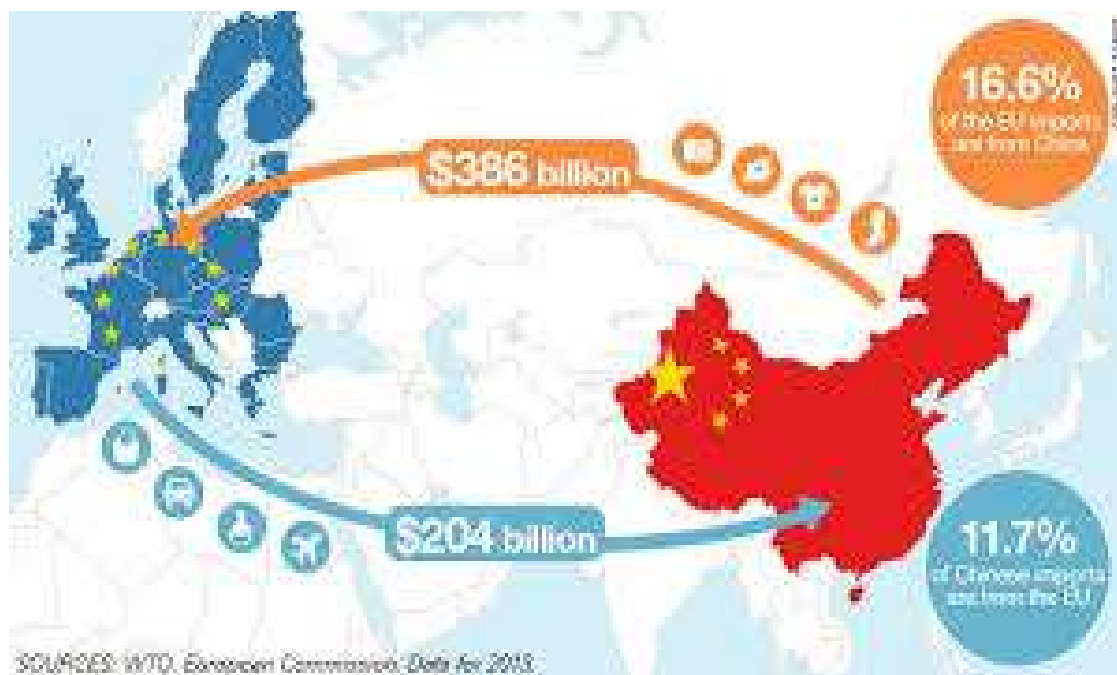 16.6%
of the EU imports
are from China
$386 billion
$204 billion
11.7%
of Chinese imports
are from the EU
SOURCES: WTO, European Commission. Data for 2013.